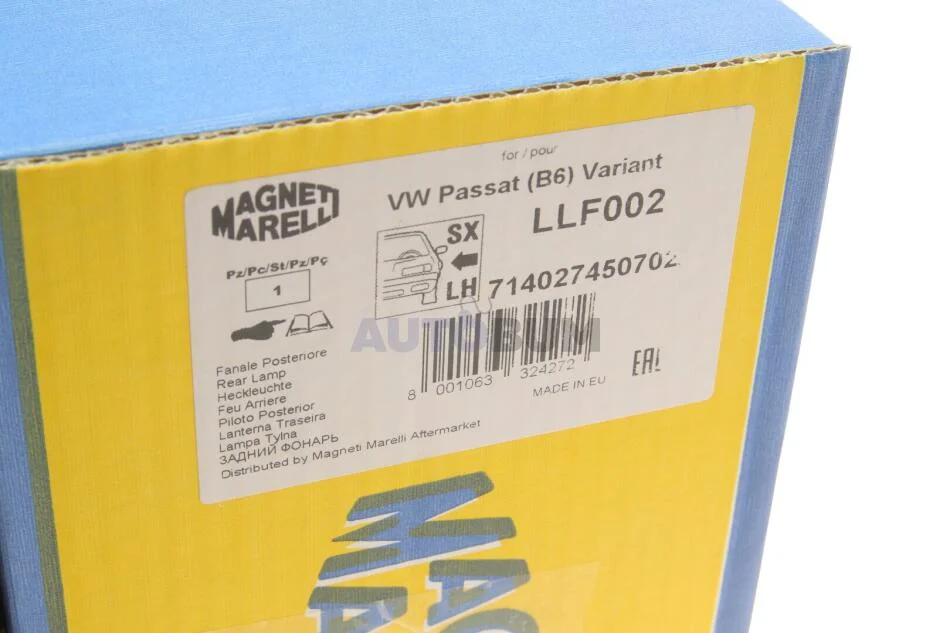 for / pour
VW Passat (B6) Variant
MAGNETI
MARELLI
LLF002
SX
LH
714027450702
Pz/Pc/St/Pz/Pç
1
AUTOBUM
8 001063 324272
MADE IN EU
EAC
Fanale Posteriore
Rear Lamp
Heckleuchte
Feu Arriere
Piloto Posterior
Lanterna Traseira
Lampa Tylna
ЗАДНИЙ ФОНАРЬ
Distributed by Magneti Marelli Aftermarket